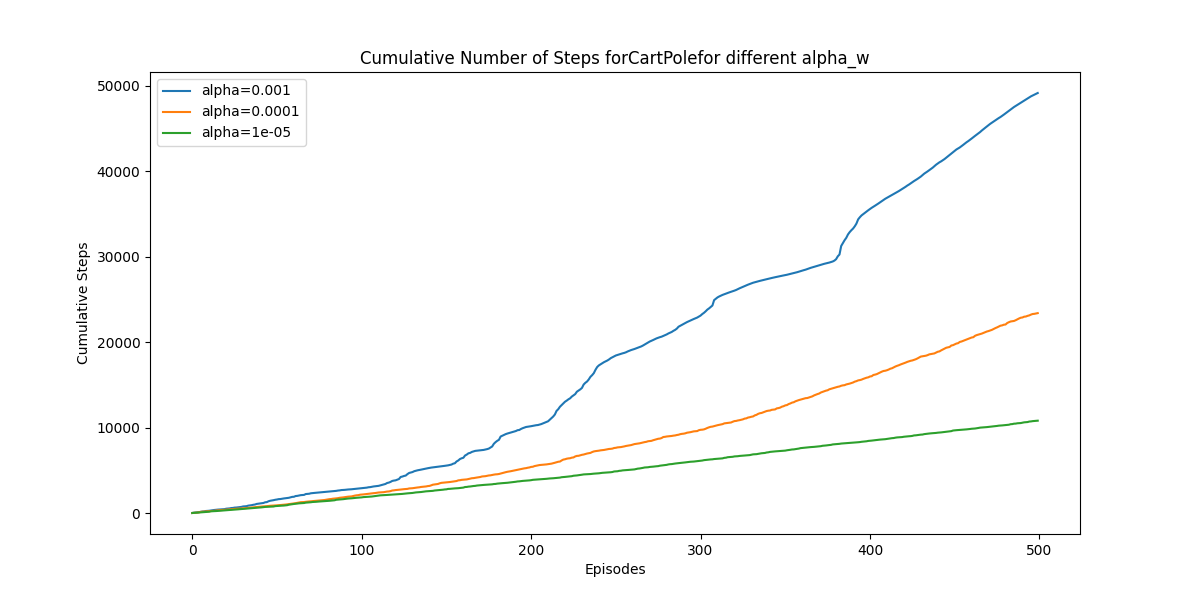 Cumulative Number of Steps forCartPolefor different alpha_w
alpha=0.001
alpha=0.0001
alpha=1e-05
Cumulative Steps
50000
40000
30000
20000
10000
0
0 100 200 300 400 500
Episodes